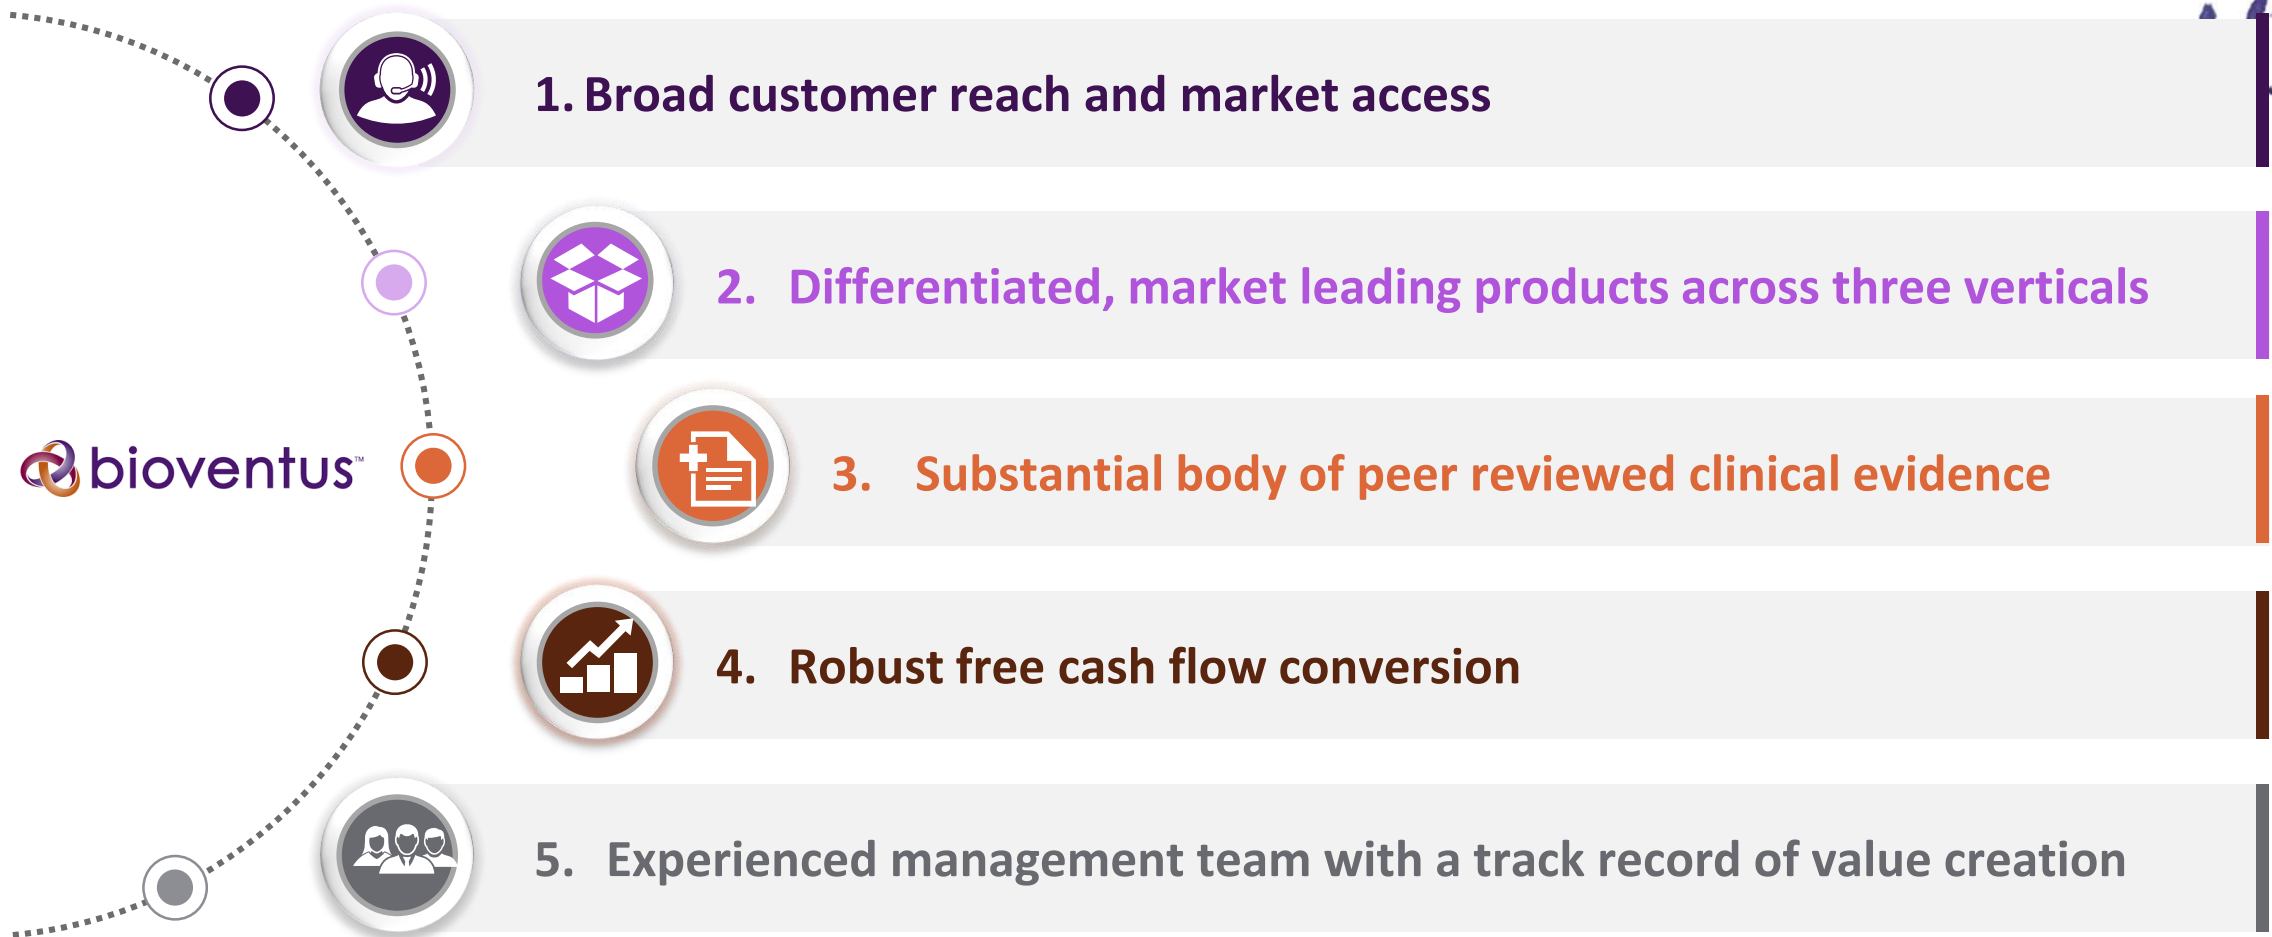 1. Broad customer reach and market access
2. Differentiated, market leading products across three verticals
bioventus™
3. Substantial body of peer reviewed clinical evidence
4. Robust free cash flow conversion
5. Experienced management team with a track record of value creation